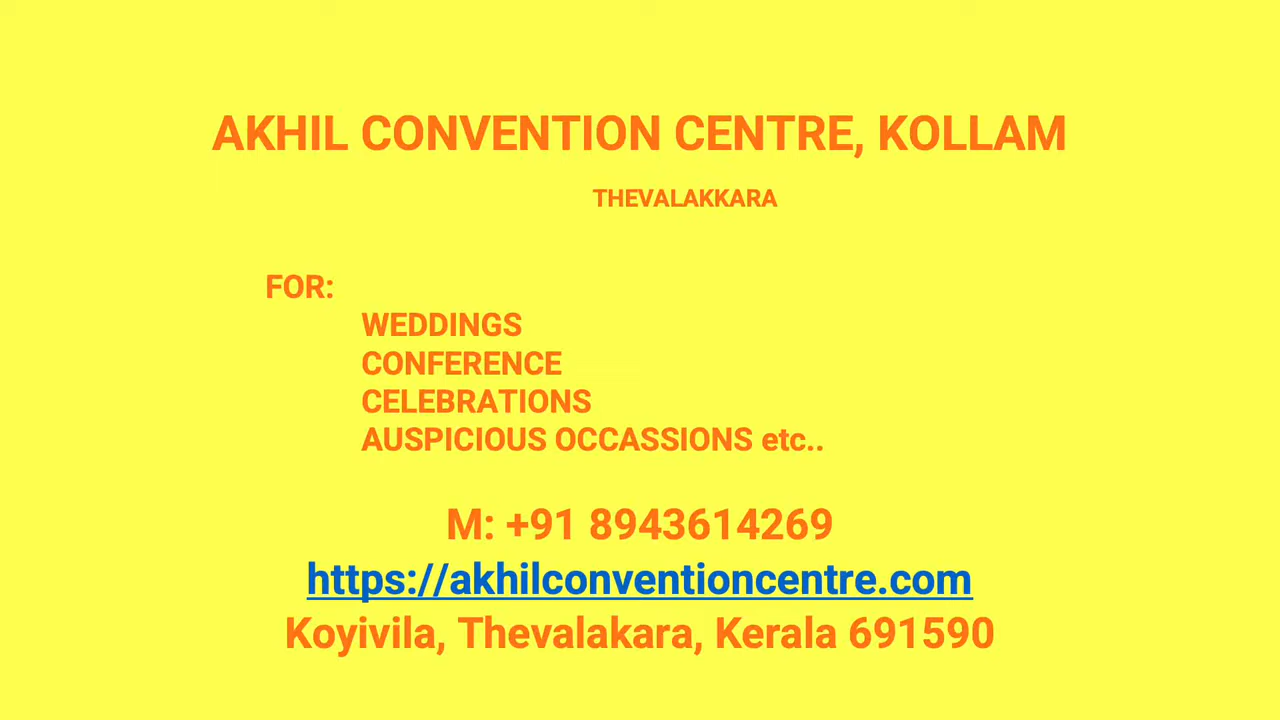 AKHIL CONVENTION CENTRE, KOLLAM
THEVALAKKARA
FOR:
WEDDINGS
CONFERENCE
CELEBRATIONS
AUSPICIOUS OCCASSIONS etc..
M: +91 8943614269
https://akhilconventioncentre.com
Koyivila, Thevalakara, Kerala 691590